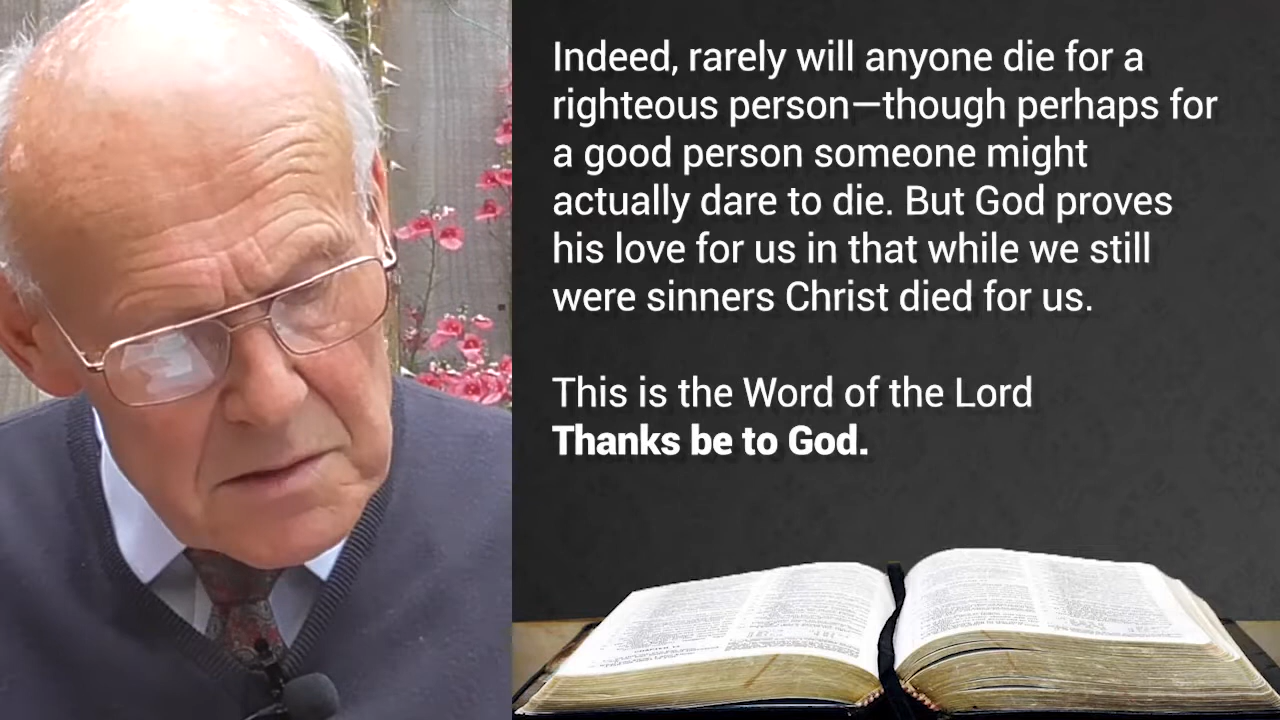 Indeed, rarely will anyone die for a
righteous person—though perhaps for
a good person someone might
actually dare to die. But God proves
his love for us in that while we still
were sinners Christ died for us.
This is the Word of the Lord
Thanks be to God.